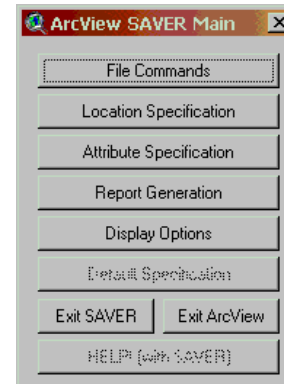 ArcView SAVER Main
File Commands
Location Specification
Attribute Specification
Report Generation
Display Options
Default Specification
Exit SAVER Exit ArcView
HELP! (with SAVER)